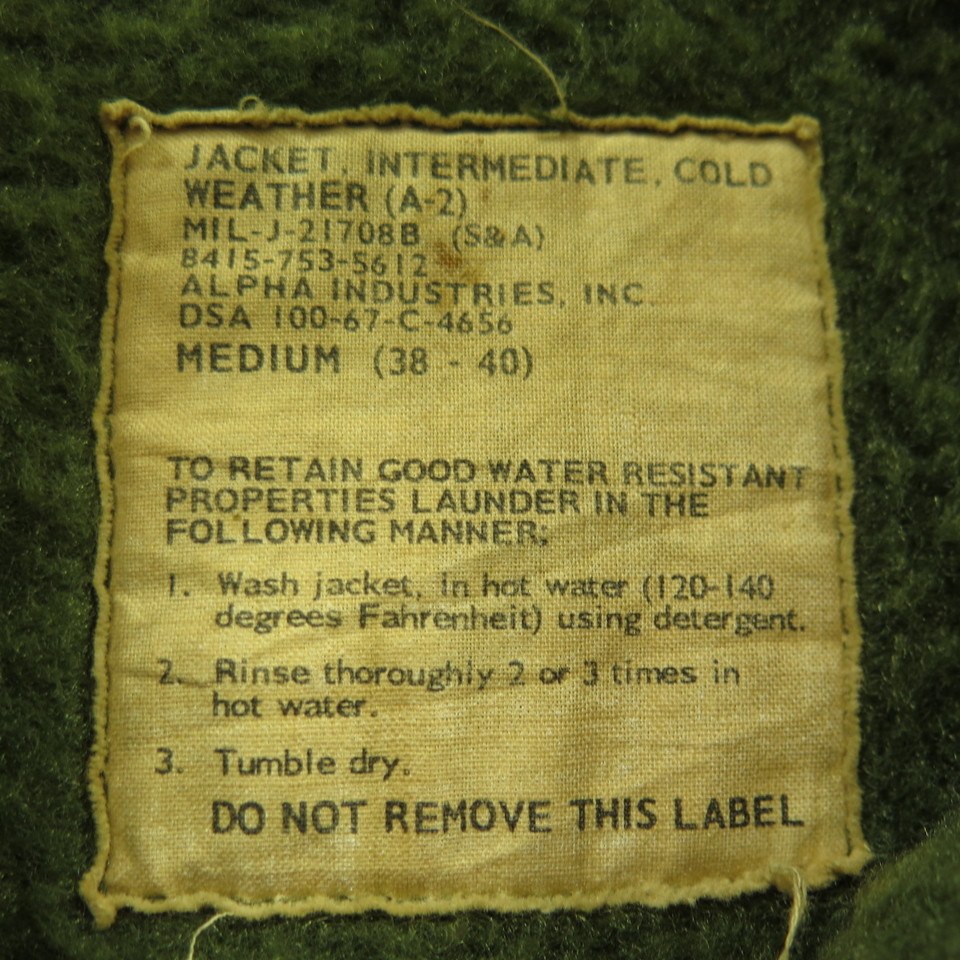 JACKET, INTERMEDIATE, COLD
WEATHER (A-2)
MIL-J-21708B (S&A)
8415-753-5612
ALPHA INDUSTRIES, INC.
DSA 100-67-C-4656
MEDIUM (38 - 40)
TO RETAIN GOOD WATER RESISTANT
PROPERTIES LAUNDER IN THE
FOLLOWING MANNER;
1. Wash jacket, in hot water (120-140
degrees Fahrenheit) using detergent.
2. Rinse thoroughly 2 or 3 times in
hot water.
3. Tumble dry.
DO NOT REMOVE THIS LABEL